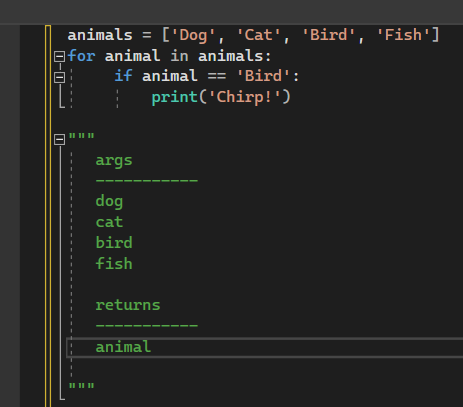 animals = ['Dog', 'Cat', 'Bird', 'Fish']
for animal in animals:
    if animal == 'Bird':
        print('Chirp!')

"""
   args
   -----------
   dog
   cat
   bird
   fish

   returns
   -----------
   animal

"""